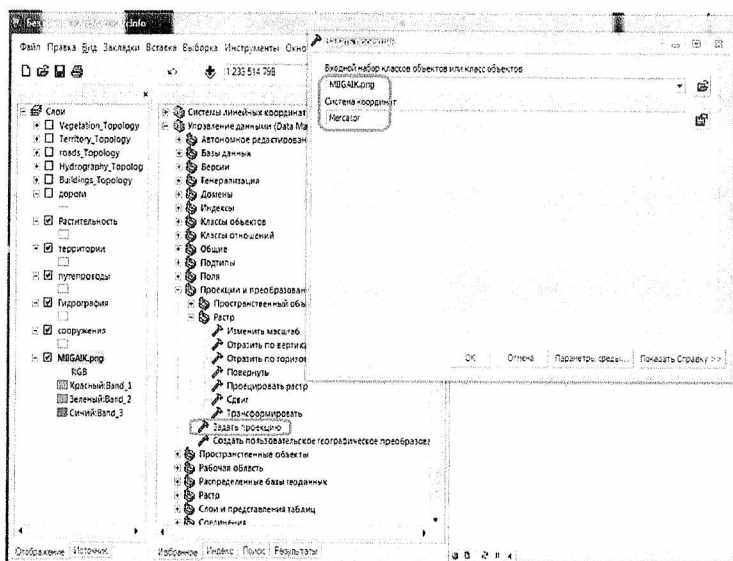 Без
cInfo
Файл Правка Вид Закладки Вставка Выборка Инструменты Окно
1:233 514 798
Слои
Vegetation_Topology
Territory_Topology
roads_Topology
Hydrography_Topolog
Buildings_Topology
дороги
Растительность
территории
путепроводы
Гидрография
сооружения
MIIGAIK.png
RGB
Красный:Band_1
Зеленый:Band_2
Синий:Band_3
Отображение Источник
Системы линейных координат
Управление данными (Data Ma
Автономное редактирован
Базы данных
Версии
Генерализация
Домены
Индексы
Классы объектов
Классы отношений
Общие
Подтипы
Поля
Проекции и преобразован
Пространственный объ
Растр
Изменить масштаб
Отразить по вертика
Отразить по горизон
Повернуть
Проецировать растр
Сдвиг
Трансформировать
Задать проекцию
Создать пользовательское географическое преобразова
Пространственные объекты
Рабочая область
Распределенные базы геоданных
Растр
Слои и представления таблиц
Соединения
Избранное Индекс Поиск Результаты
Входной набор классов объектов или класс объектов
MIIGAIK.png
Система координат
Mercator
OK Отмена Параметры среды... Показать Справку >>